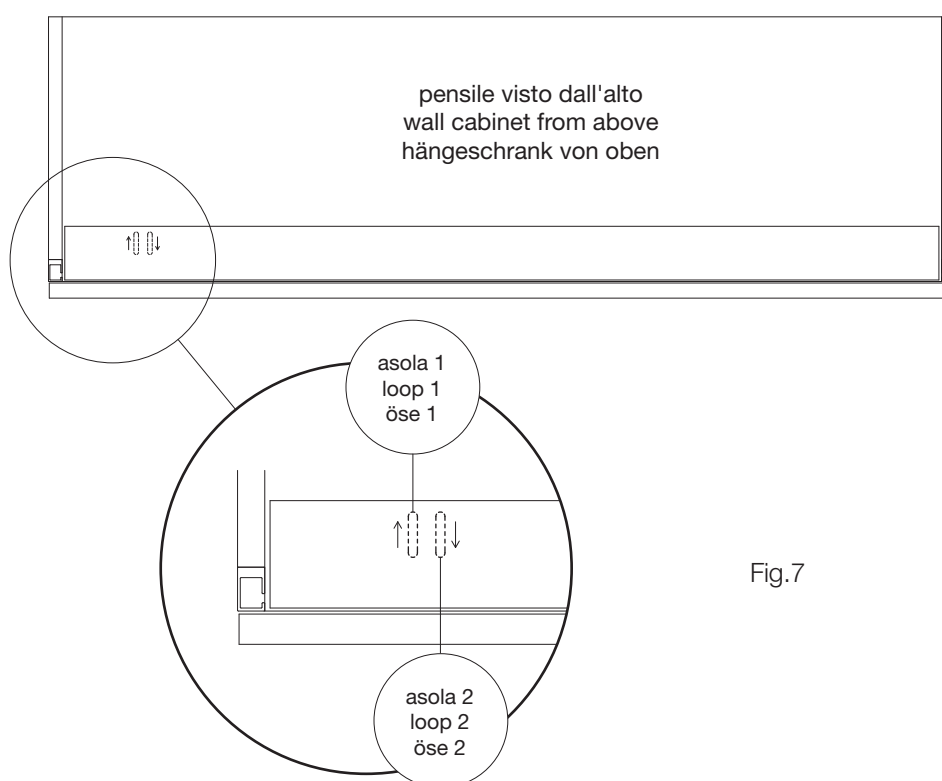 pensile visto dall'alto
wall cabinet from above
hängeschrank von oben
asola 1
loop 1
öse 1
Fig.7
asola 2
loop 2
öse 2